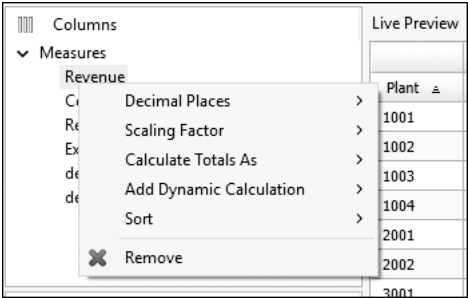 Columns
Live Preview
Measures
Revenue
Plant
Decimal Places
1001
Scaling Factor
1002
Calculate Totals As
1003
Add Dynamic Calculation
1004
Sort
2001
Remove
2002
3001